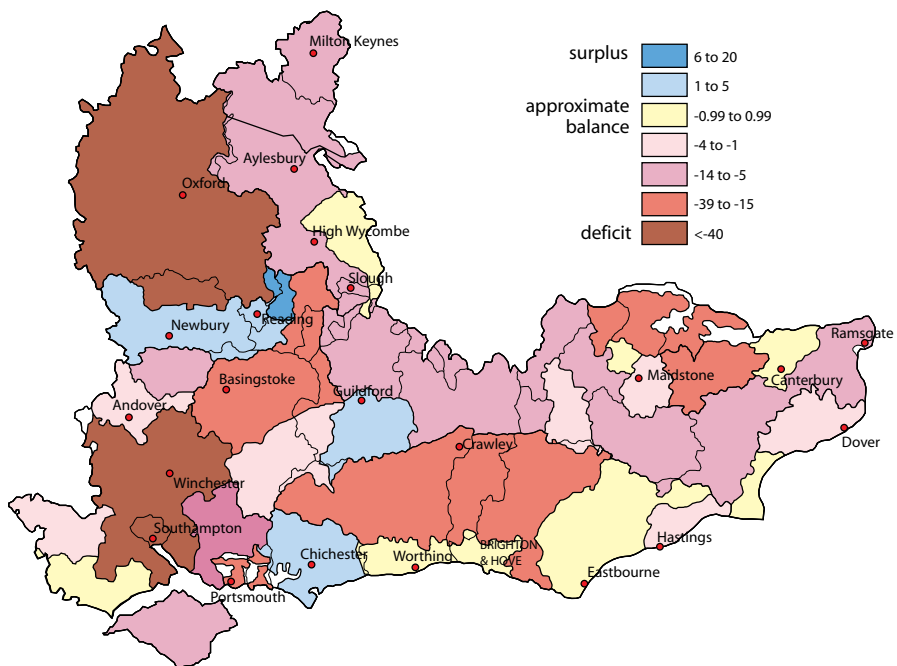 Milton Keynes
surplus
6 to 20
1 to 5
approximate
balance
-0.99 to 0.99
-4 to -1
-14 to -5
-39 to -15
deficit
<-40
Aylesbury
Oxford
High Wycombe
Slough
Reading
Newbury
Ramsgate
Basingstoke
Maidstone
Canterbury
Guildford
Andover
Dover
Crawley
Winchester
Southampton
Hastings
Chichester
Worthing
BRIGHTON
& HOVE
Eastbourne
Portsmouth